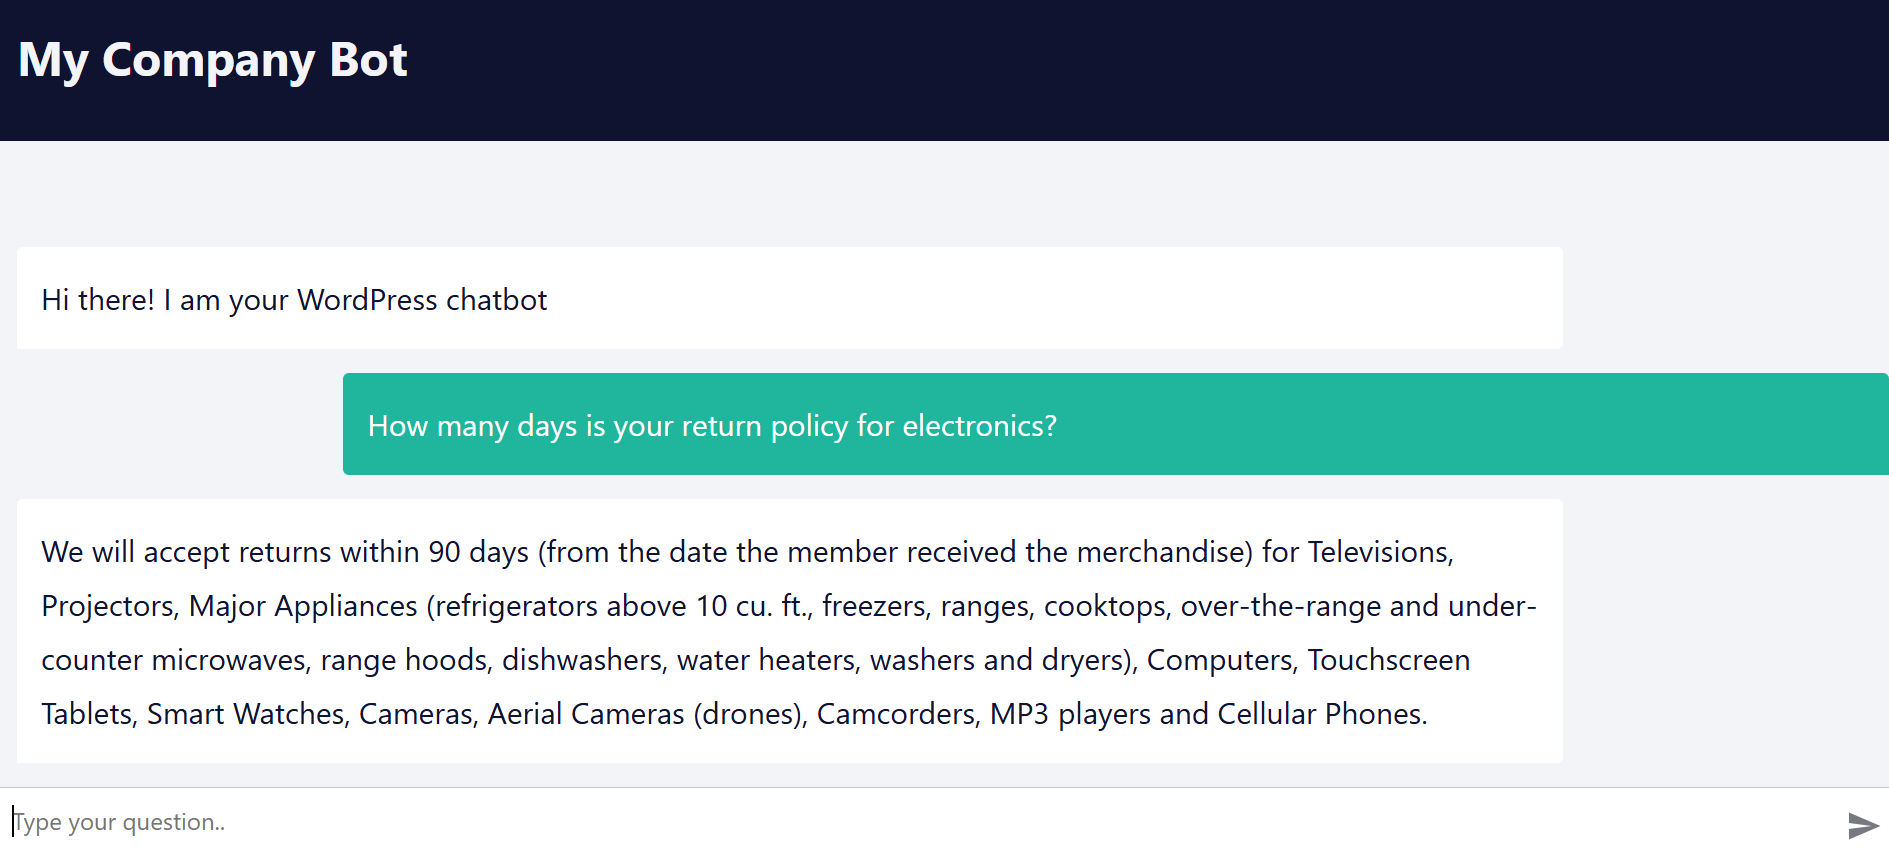 My Company Bot
Hi there! I am your WordPress chatbot
How many days is your return policy for electronics?
We will accept returns within 90 days (from the date the member received the merchandise) for Televisions,
Projectors, Major Appliances (refrigerators above 10 cu. ft., freezers, ranges, cooktops, over-the-range and under-
counter microwaves, range hoods, dishwashers, water heaters, washers and dryers), Computers, Touchscreen
Tablets, Smart Watches, Cameras, Aerial Cameras (drones), Camcorders, MP3 players and Cellular Phones.
Type your question..